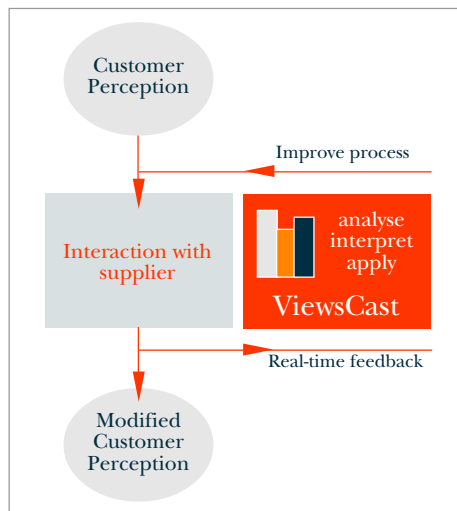 Customer
Perception
Improve process
Interaction with
supplier
analyse
interpret
apply
ViewsCast
Real-time feedback
Modified
Customer
Perception